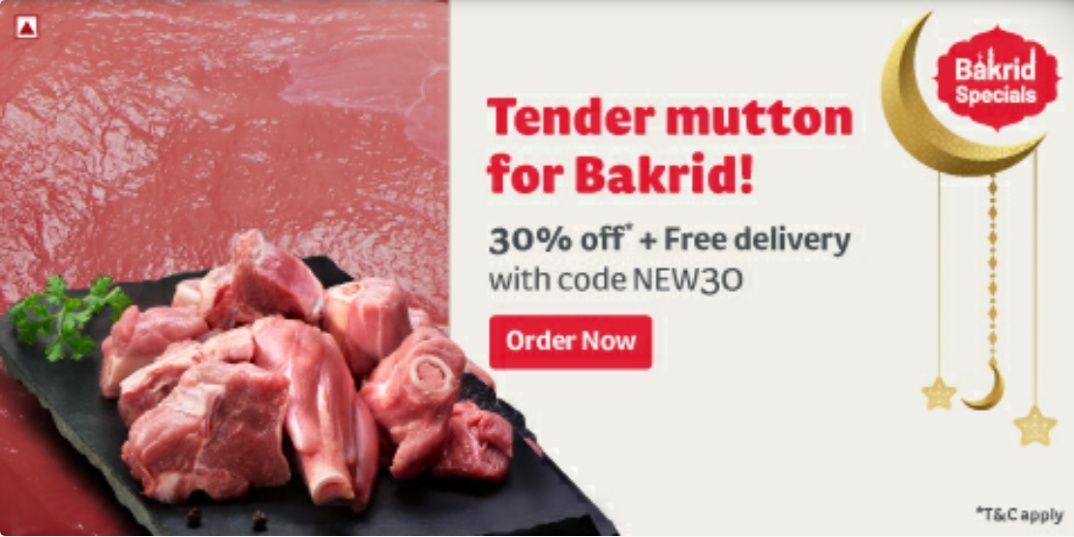 Tender mutton
for Bakrid!
30% off* + Free delivery
with code NEW30
Order Now
Bakrid
Specials
*T&C apply